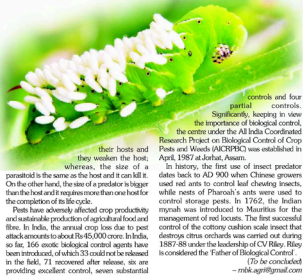 their hosts and
they weaken the host;
whereas, the size of a
parasitoid is the same as the host and it can kill it.
On the other hand, the size of a predator is bigger
than the host and it requires more than one host for
the completion of its life cycle.
Pests have adversely affected crop productivity
and sustainable production of agricultural food and
fibre. In India, the annual crop loss due to pest
attack amounts to about Rs 45,000 crore. In India,
so far, 166 exotic biological control agents have
been introduced, of which 33 could not be released
in the field, 71 recovered after release, six are
providing excellent control, seven substantial
controls and four
partial controls.
Significantly, keeping in view
the importance of biological control,
the centre under the All India Coordinated
Research Project on Biological Control of Crop
Pests and Weeds (AICRPBC) was established in
April, 1987 at Jorhat, Assam.
In history, the first use of insect predator
dates back to AD 900 when Chinese growers
used red ants to control leaf chewing insects,
while nests of Pharoah's ants were used to
control storage pests. In 1762, the Indian
mynah was introduced to Mauritius for the
management of red locusts. The first successful
control of the cottony cushion scale insect that
destroys citrus orchards was carried out during
1887-88 under the leadership of CV Riley. Riley
is considered the 'Father of Biological Control'.
(To be concluded)
– mbk.agri@gmail.com